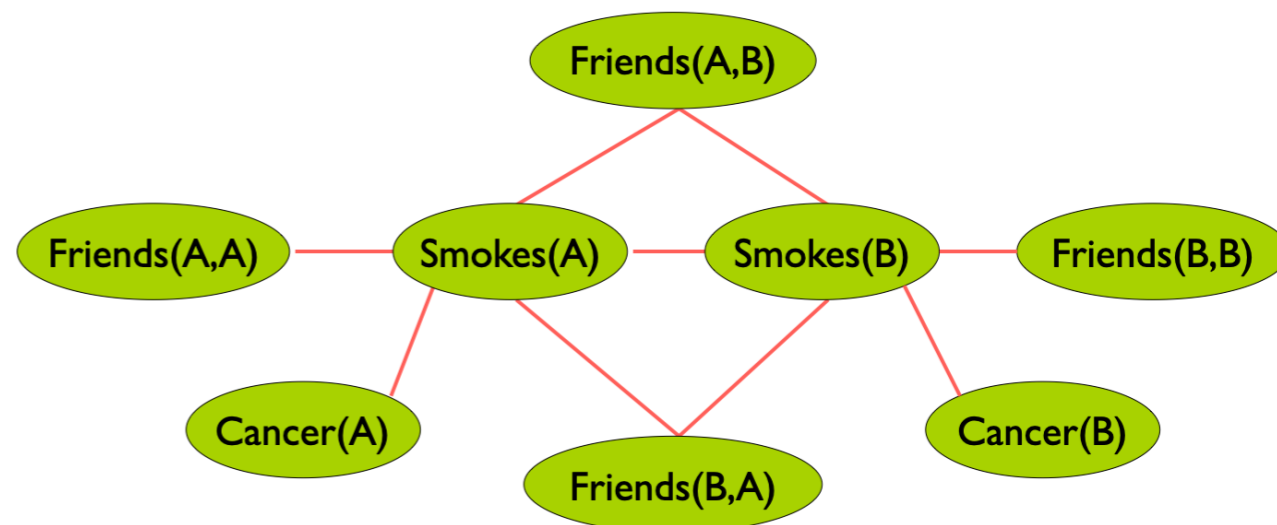 Friends(A,B)
Friends(A,A)
Smokes(A)
Smokes(B)
Friends(B,B)
Cancer(A)
Cancer(B)
Friends(B,A)